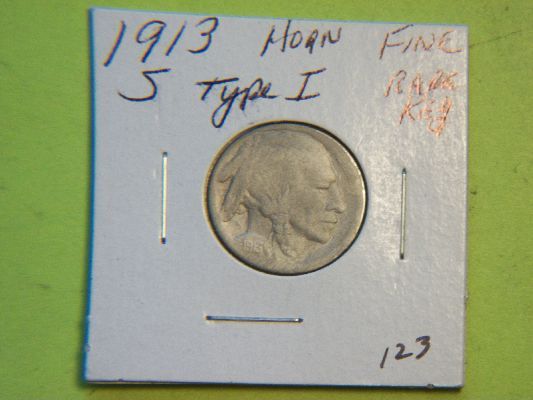 1913 HORN FINE
S Type I RARE
KEY
123